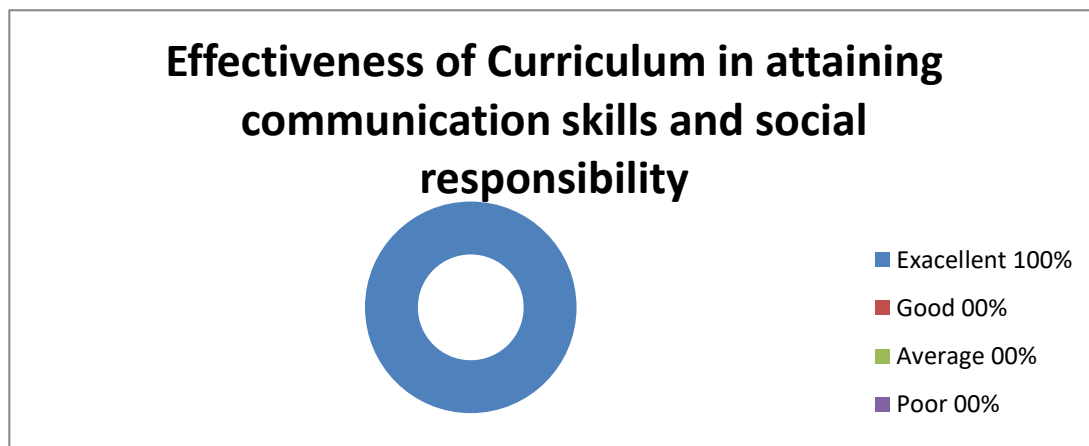 Effectiveness of Curriculum in attaining
communication skills and social
responsibility
Exacellent 100%
Good 00%
Average 00%
Poor 00%